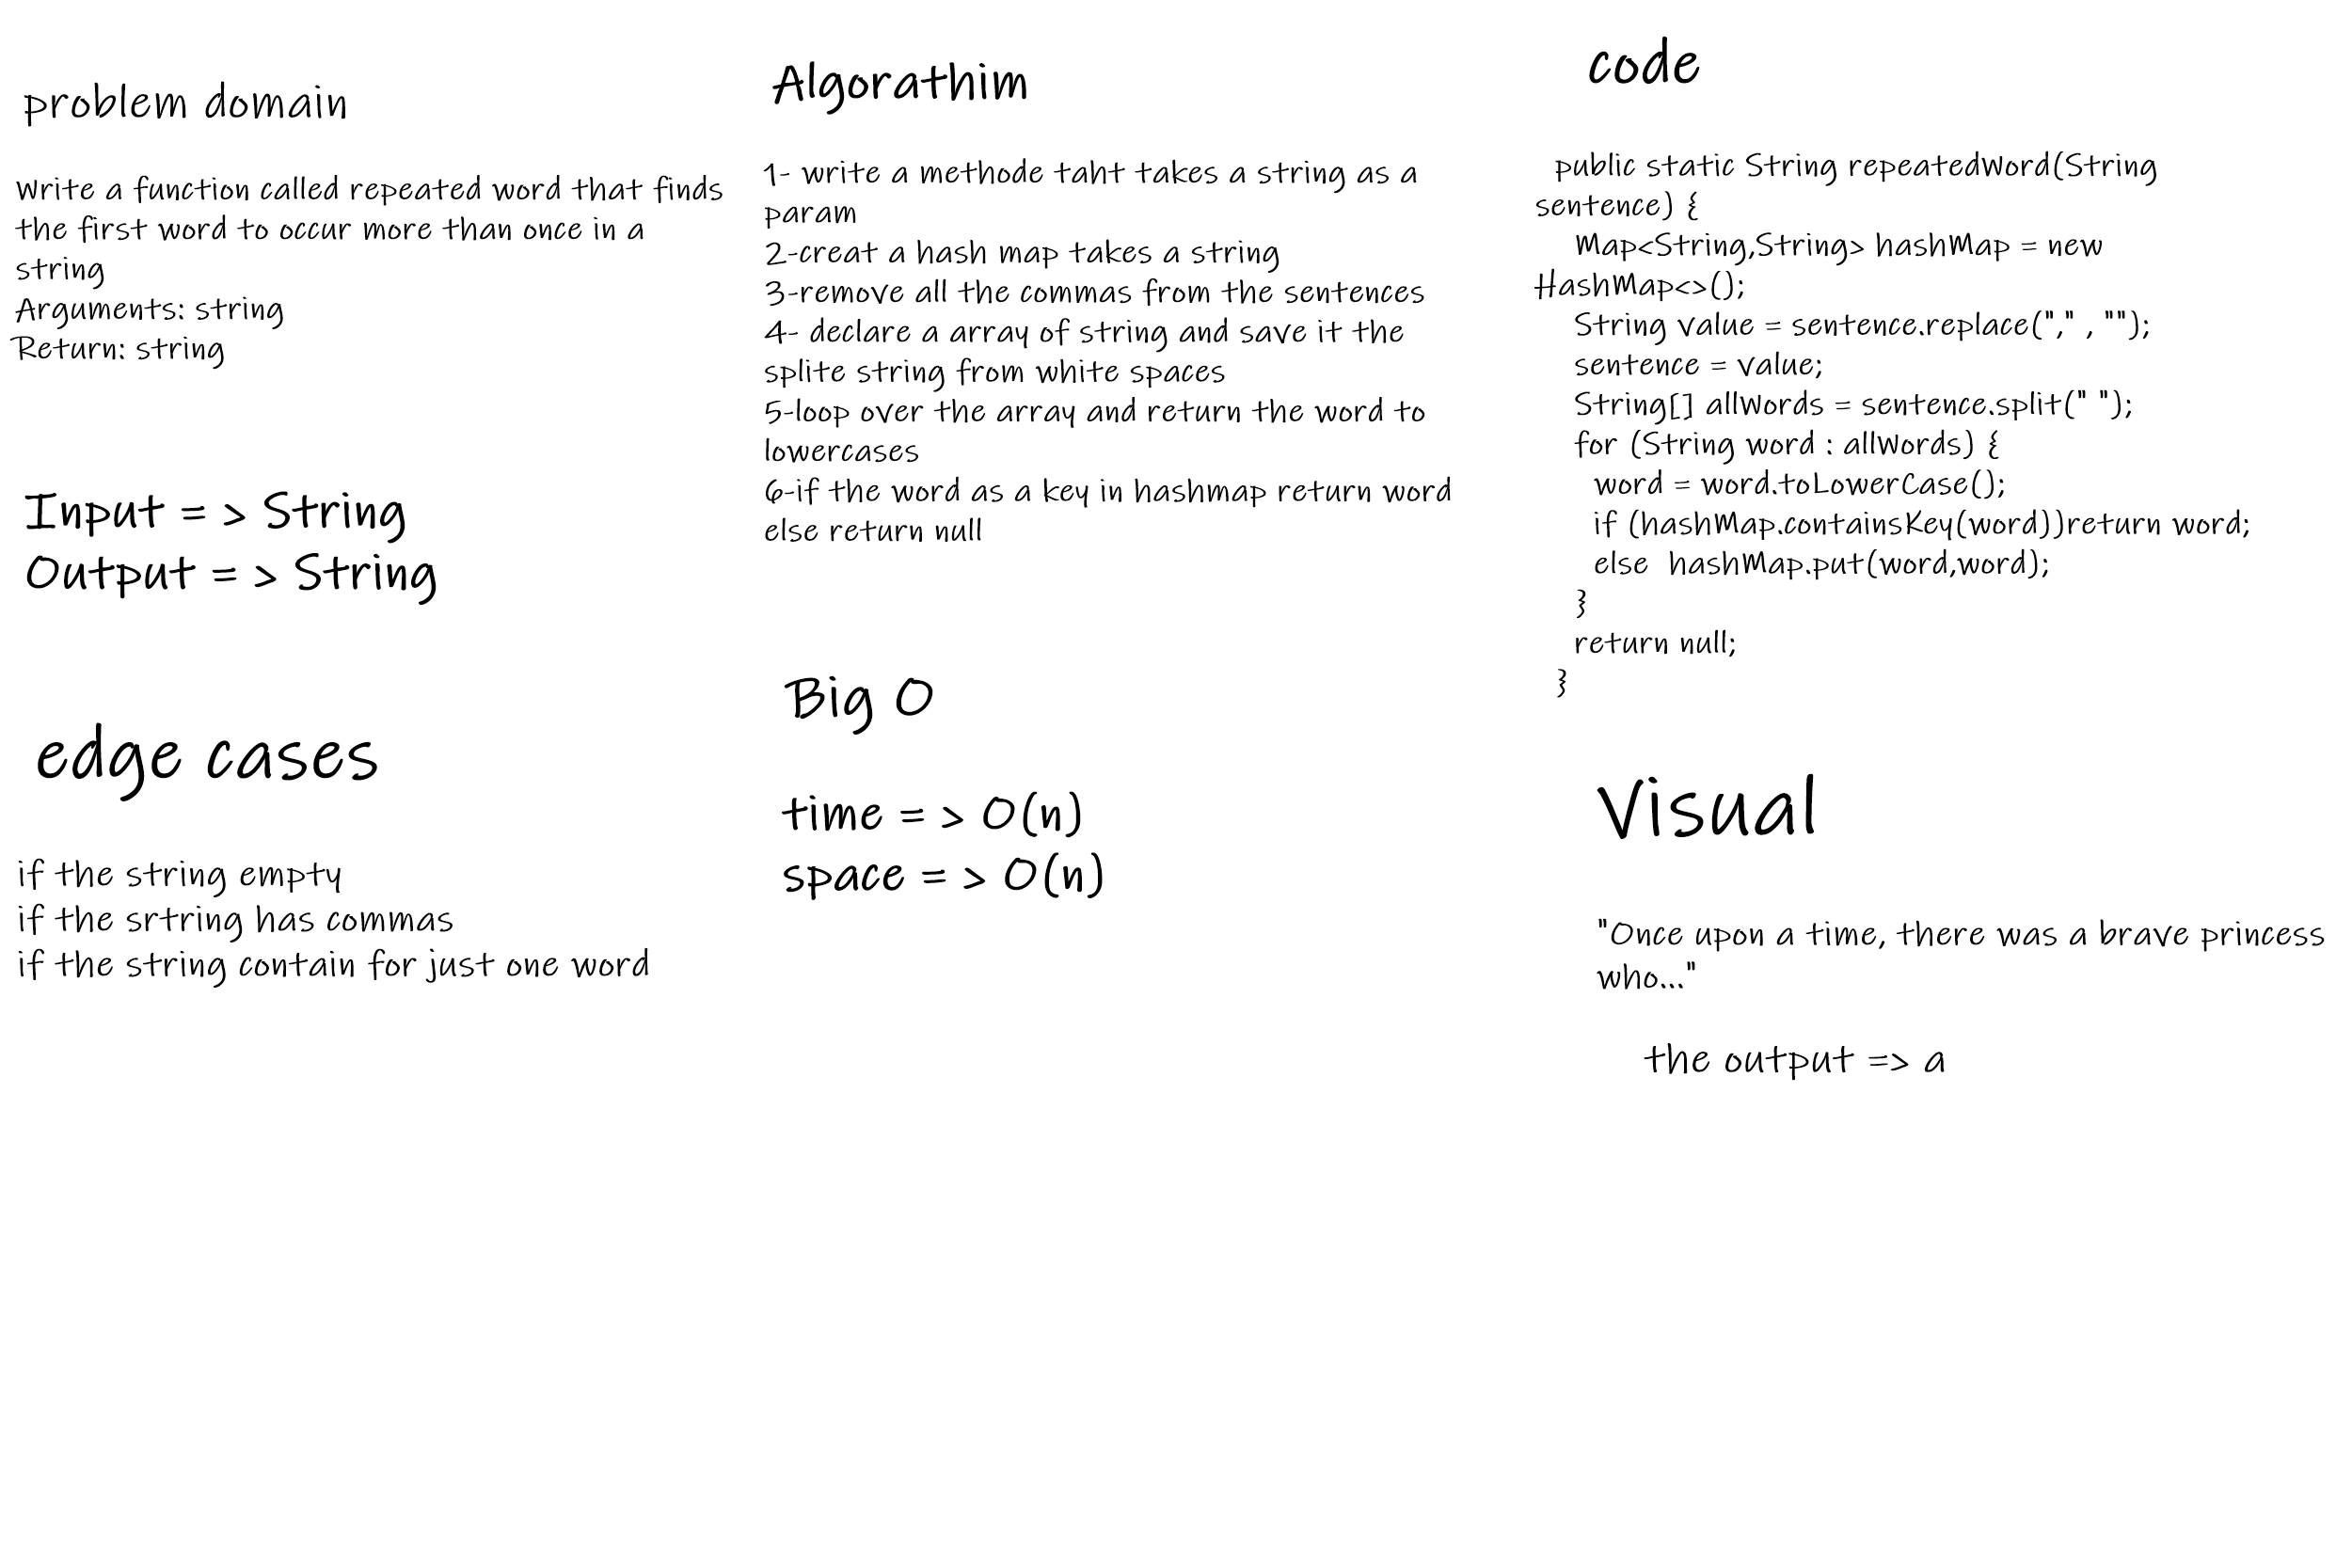 problem domain
Write a function called repeated word that finds
the first word to occur more than once in a
string
Arguments: string
Return: string
Input = > String
Output = > String
edge cases
if the string empty
if the srtring has commas
if the string contain for just one word
Algorathim
1- write a methode taht takes a string as a
param
2-creat a hash map takes a string
3-remove all the commas from the sentences
4- declare a array of string and save it the
splite string from white spaces
5-loop over the array and return the word to
lowercases
6-if the word as a key in hashmap return word
else return null
Big O
time = > O(n)
space = > O(n)
code
public static String repeatedWord(String
sentence) {
Map<String,String> hashMap = new
HashMap<>();
String value = sentence.replace("," , "");
sentence = value;
String[] allWords = sentence.split(" ");
for (String word : allWords) {
word = word.toLowerCase();
if (hashMap.containsKey(word))return word;
else  hashMap.put(word,word);
}
return null;
}
Visual
"Once upon a time, there was a brave princess
who..."
the output => a